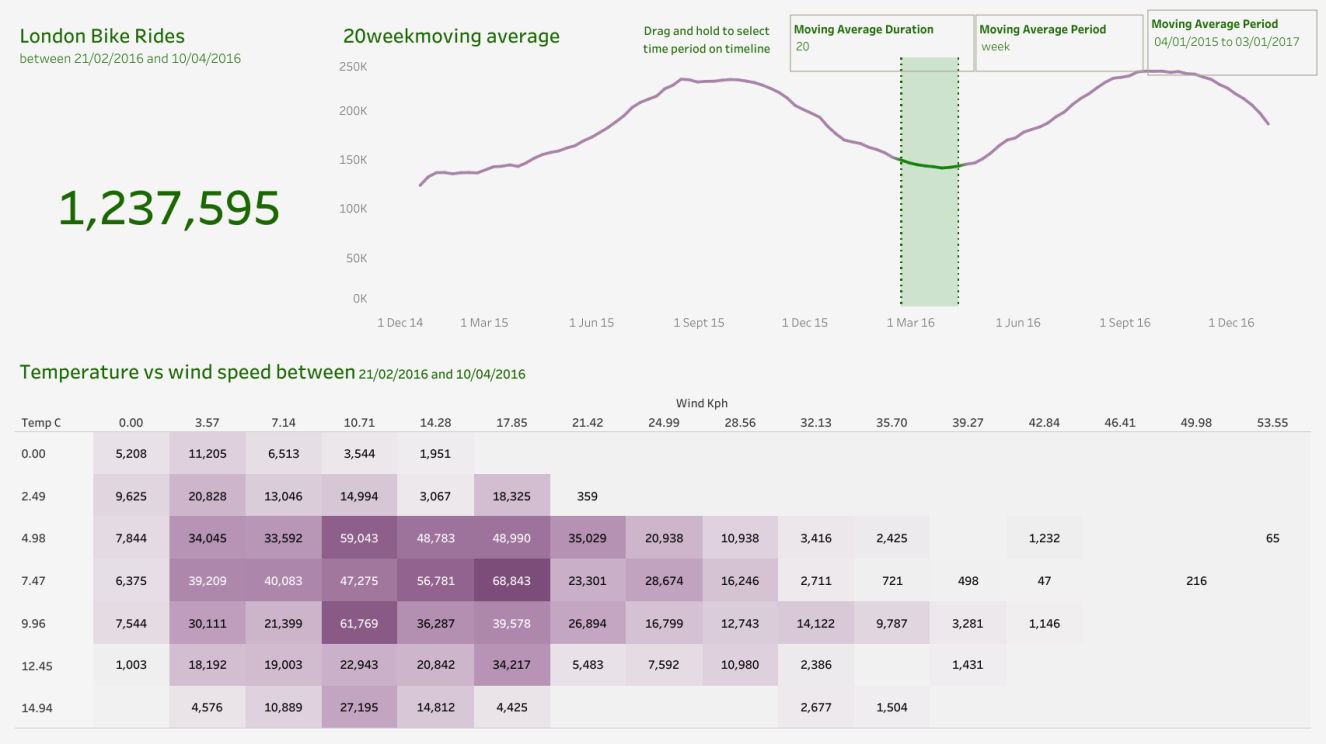 London Bike Rides
between 21/02/2016 and 10/04/2016
1,237,595
20weekmoving average
Drag and hold to select
time period on timeline
Moving Average Duration
20
Moving Average Period
week
Moving Average Period
04/01/2015 to 03/01/2017
250K
200K
150K
100K
50K
0K
1 Dec 14 1 Mar 15 1 Jun 15 1 Sept 15 1 Dec 15 1 Mar 16 1 Jun 16 1 Sept 16 1 Dec 16
Temperature vs wind speed between 21/02/2016 and 10/04/2016
Wind Kph
Temp C 0.00 3.57 7.14 10.71 14.28 17.85 21.42 24.99 28.56 32.13 35.70 39.27 42.84 46.41 49.98 53.55
0.00 5,208 11,205 6,513 3,544 1,951
2.49 9,625 20,828 13,046 14,994 3,067 18,325 359
4.98 7,844 34,045 33,592 59,043 48,783 48,990 35,029 20,938 10,938 3,416 2,425 1,232 65
7.47 6,375 39,209 40,083 47,275 56,781 68,843 23,301 28,674 16,246 2,711 721 498 47 216
9.96 7,544 30,111 21,399 61,769 36,287 39,578 26,894 16,799 12,743 14,122 9,787 3,281 1,146
12.45 1,003 18,192 19,003 22,943 20,842 34,217 5,483 7,592 10,980 2,386 1,431
14.94 4,576 10,889 27,195 14,812 4,425 2,677 1,504